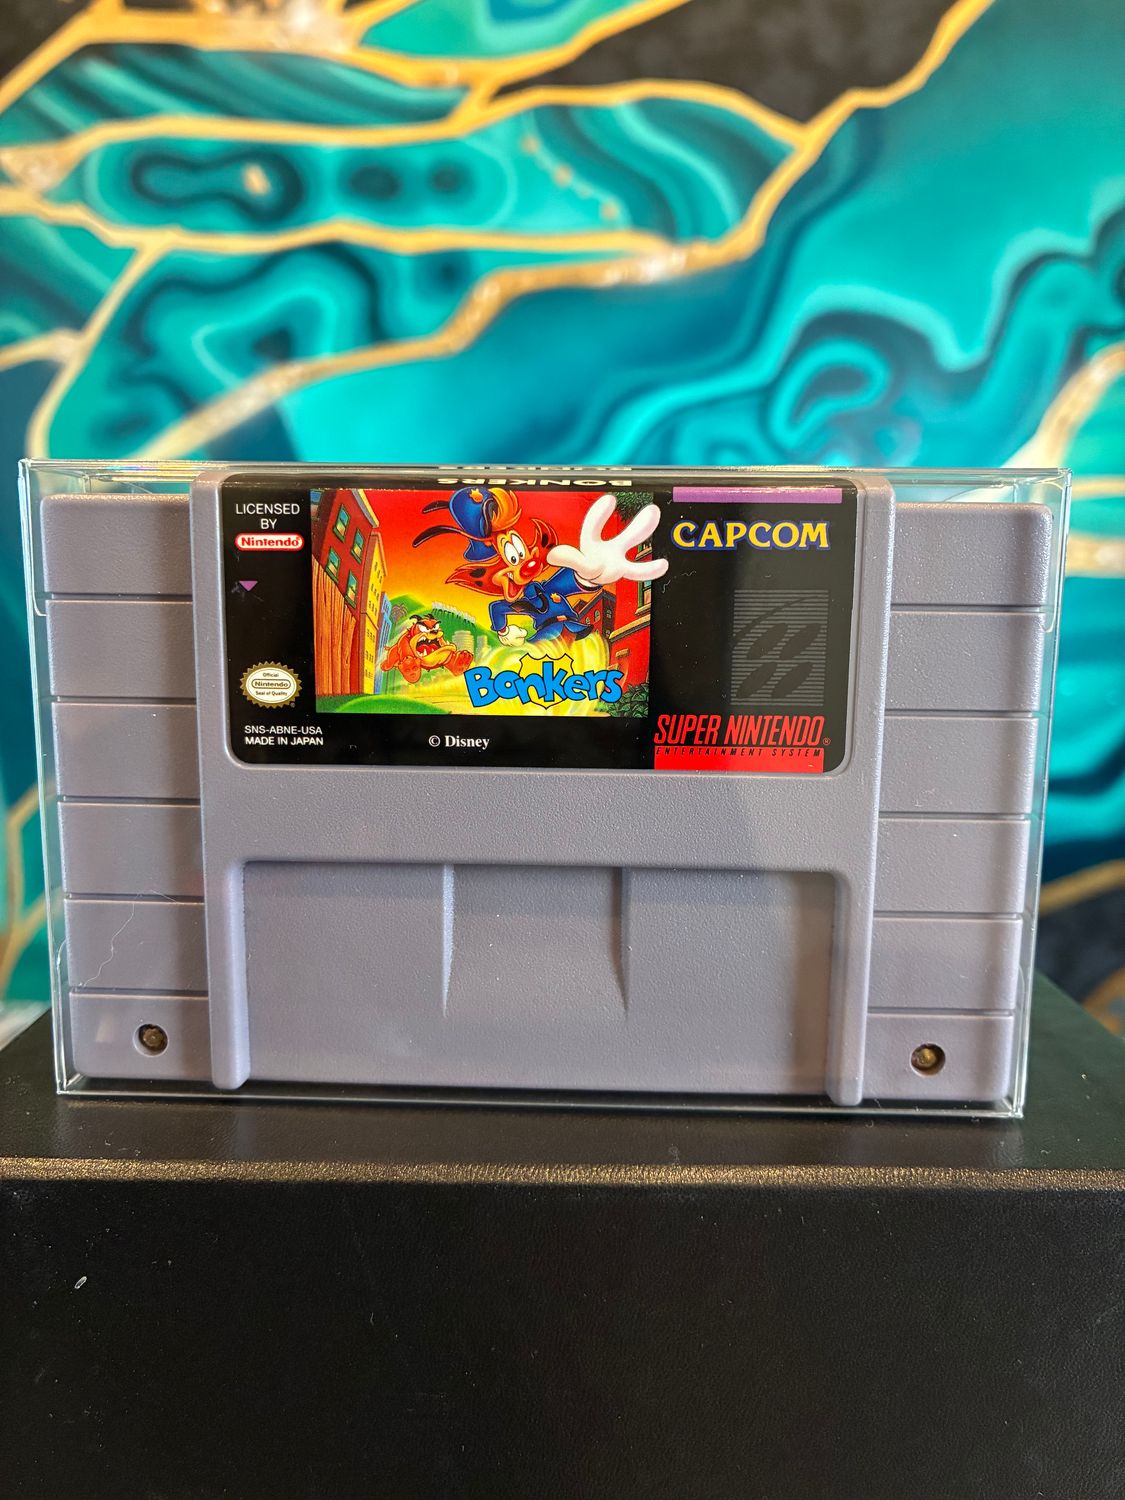 BONKERS
LICENSED
BY
Nintendo®
CAPCOM
Bonkers
Official
Nintendo
Seal of Quality
SNS-ABNE-USA
MADE IN JAPAN
© Disney
SUPER NINTENDO®
ENTERTAINMENT SYSTEM